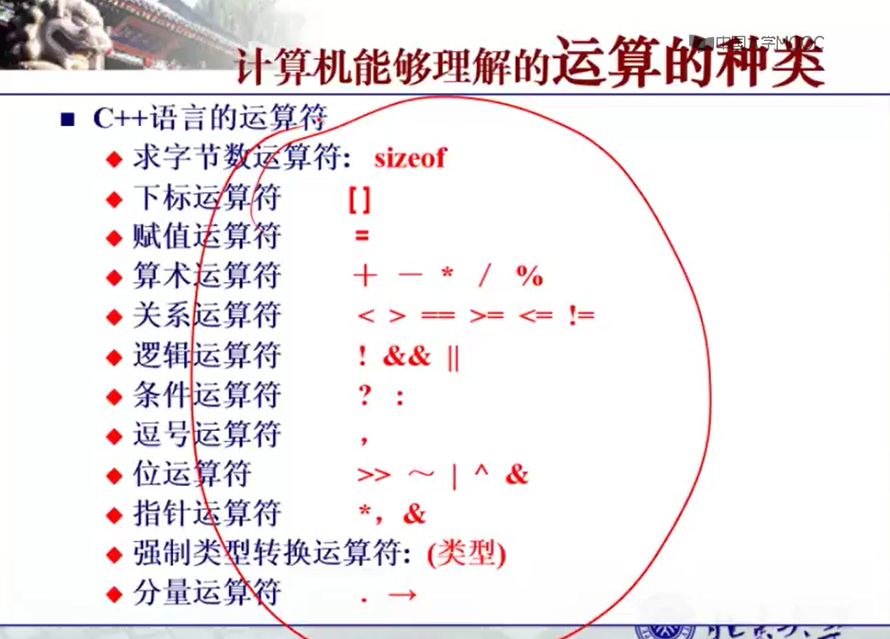 中国大学MOOC
计算机能够理解的运算的种类
■ C++语言的运算符
◆ 求字节数运算符: sizeof
◆ 下标运算符 [ ]
◆ 赋值运算符 =
◆ 算术运算符 + － * / %
◆ 关系运算符 < > == >= <= !=
◆ 逻辑运算符 ! && ||
◆ 条件运算符 ? :
◆ 逗号运算符 ,
◆ 位运算符 >> ～ | ^ &
◆ 指针运算符 *, &
◆ 强制类型转换运算符: (类型)
◆ 分量运算符 . →